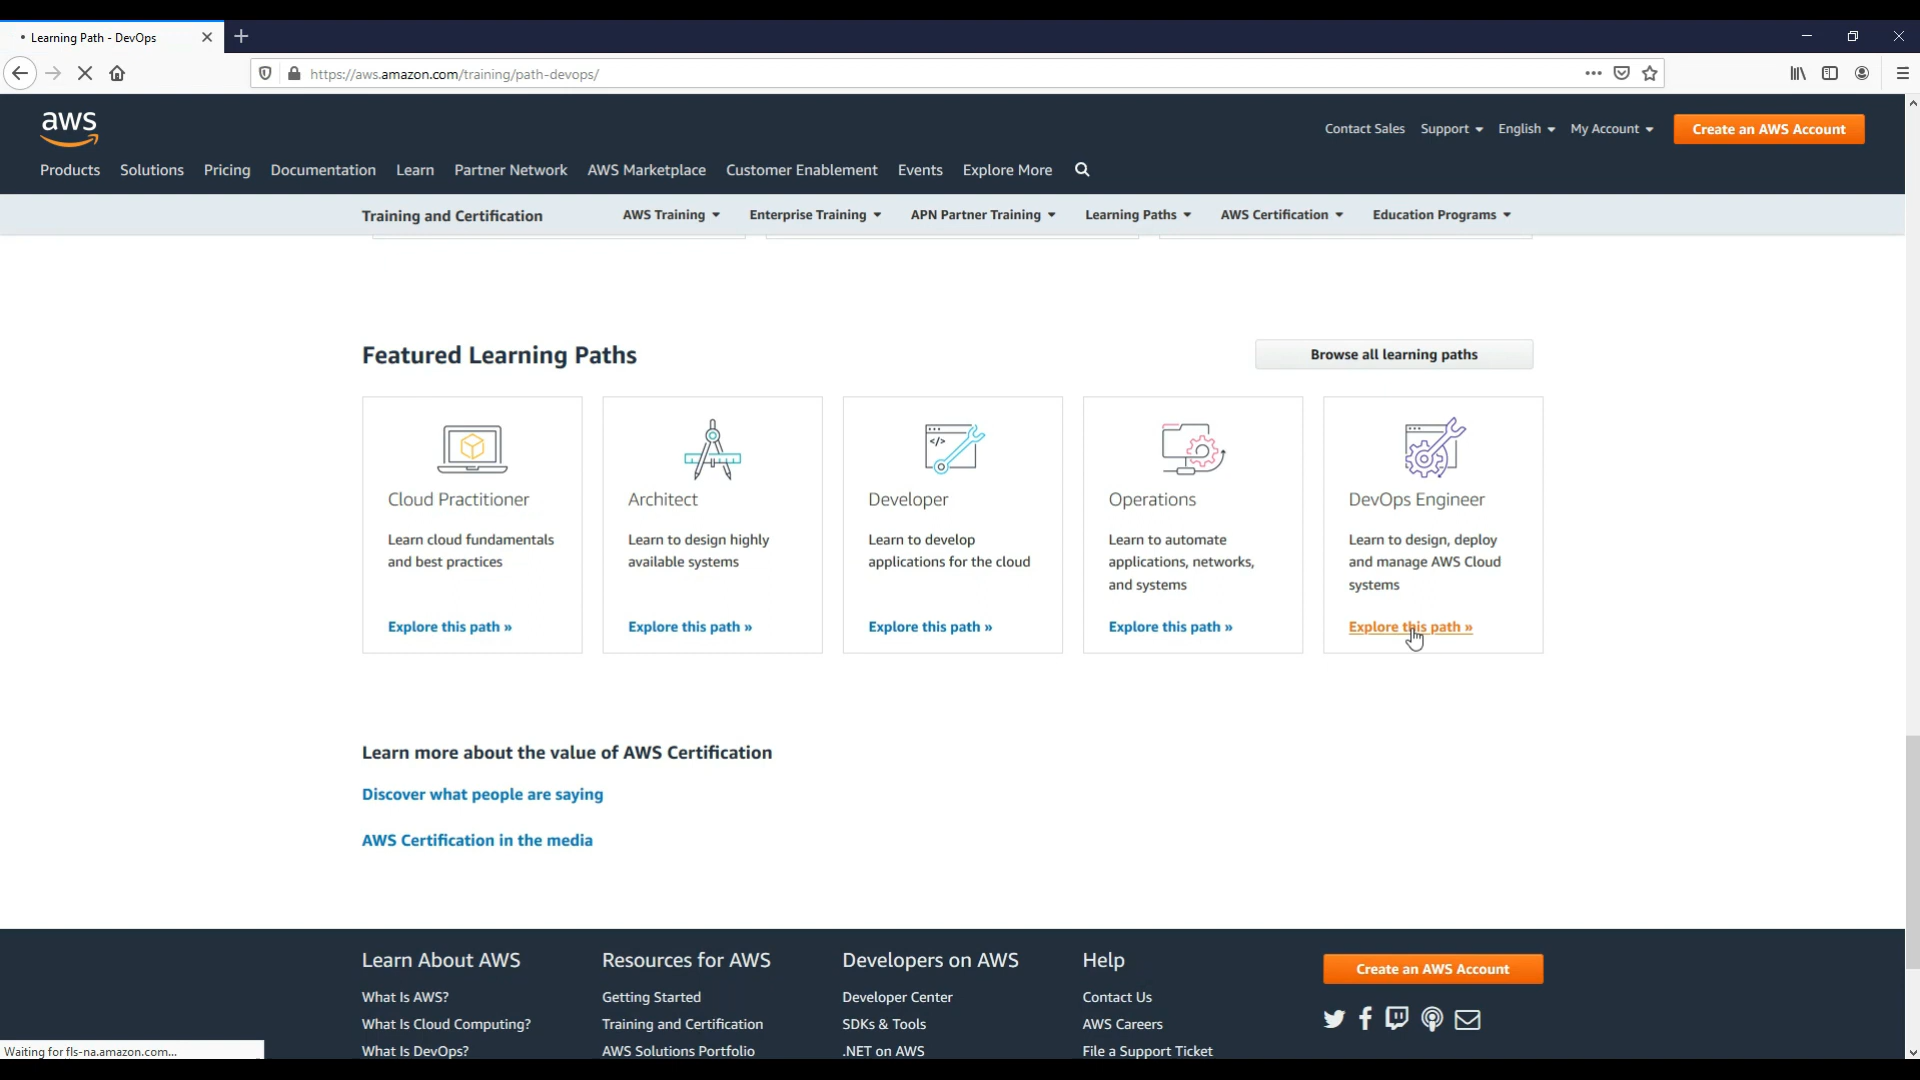 Learning Path - DevOps
https://aws.amazon.com/training/path-devops/
aws
Contact Sales Support English My Account Create an AWS Account
Products Solutions Pricing Documentation Learn Partner Network AWS Marketplace Customer Enablement Events Explore More
Training and Certification AWS Training Enterprise Training APN Partner Training Learning Paths AWS Certification Education Programs
Featured Learning Paths
Browse all learning paths
Cloud Practitioner
Learn cloud fundamentals
and best practices
Explore this path »
Architect
Learn to design highly
available systems
Explore this path »
</>
Developer
Learn to develop
applications for the cloud
Explore this path »
Operations
Learn to automate
applications, networks,
and systems
Explore this path »
DevOps Engineer
Learn to design, deploy
and manage AWS Cloud
systems
Explore this path »
Learn more about the value of AWS Certification
Discover what people are saying
AWS Certification in the media
Learn About AWS
What Is AWS?
What Is Cloud Computing?
What Is DevOps?
Resources for AWS
Getting Started
Training and Certification
AWS Solutions Portfolio
Developers on AWS
Developer Center
SDKs & Tools
.NET on AWS
Help
Contact Us
AWS Careers
File a Support Ticket
Create an AWS Account
Waiting for fls-na.amazon.com...